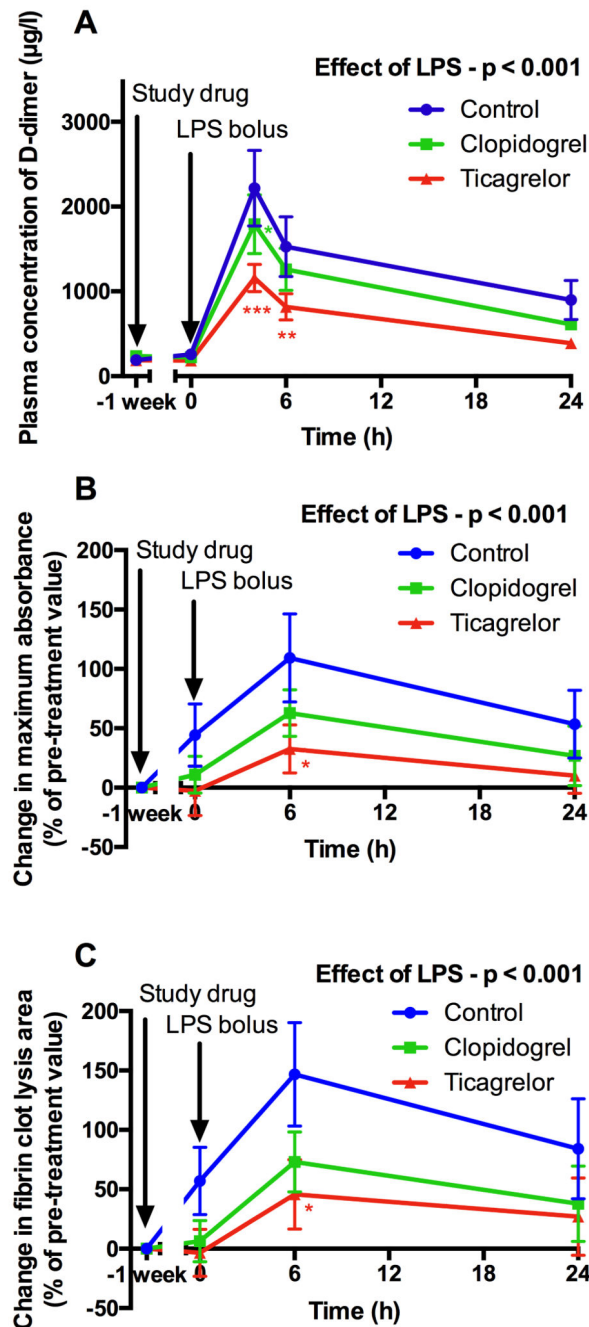 A
Plasma concentration of D-dimer (µg/l)
Effect of LPS - p < 0.001
Study drug
LPS bolus
Control
Clopidogrel
Ticagrelor
3000
2000
1000
0
*
***
**
-1 week
0
6
12
18
24
Time (h)
B
Change in maximum absorbance
(% of pre-treatment value)
Effect of LPS - p < 0.001
Study drug
LPS bolus
Control
Clopidogrel
Ticagrelor
200
150
100
50
0
-50
*
-1 week
0
6
12
18
24
Time (h)
C
Change in fibrin clot lysis area
(% of pre-treatment value)
Effect of LPS - p < 0.001
Study drug
LPS bolus
Control
Clopidogrel
Ticagrelor
200
150
100
50
0
-50
*
-1 week
0
6
12
18
24
Time (h)